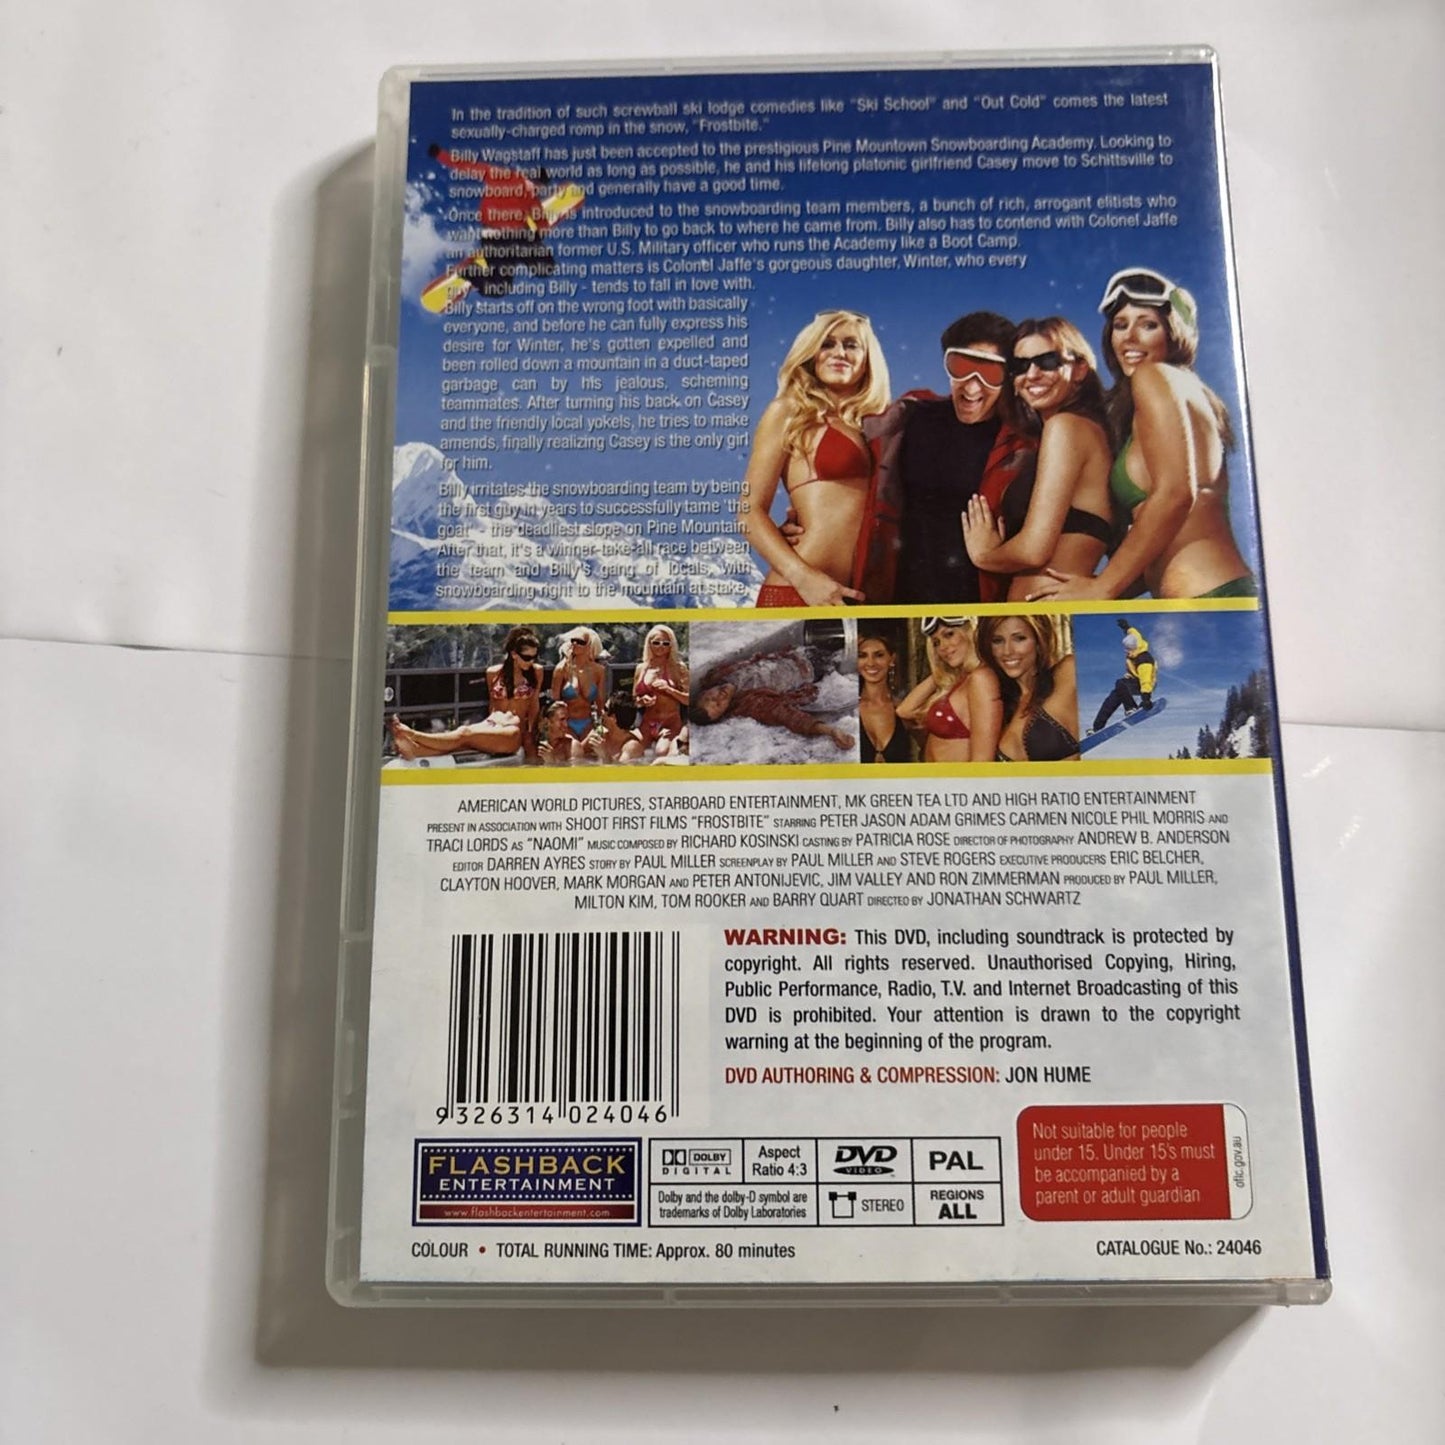 In the tradition of such screwball ski lodge comedies like "Ski School" and "Out Cold" comes the latest
sexually-charged romp in the snow, "Frostbite."
Billy Wagstaff has just been accepted to the prestigious Pine Mountown Snowboarding Academy. Looking to
delay the real world as long as possible, he and his lifelong platonic girlfriend Casey move to Schittsville to
snowboard, party and generally have a good time.
Once there, Billy is introduced to the snowboarding team members, a bunch of rich, arrogant elitists who
want nothing more than Billy to go back to where he came from. Billy also has to contend with Colonel Jaffe
an authoritarian former U.S. Military officer who runs the Academy like a Boot Camp.
Further complicating matters is Colonel Jaffe's gorgeous daughter, Winter, who every
guy - including Billy - tends to fall in love with.
Billy starts off on the wrong foot with basically
everyone, and before he can fully express his
desire for Winter, he's gotten expelled and
been rolled down a mountain in a duct-taped
garbage can by his jealous, scheming
teammates. After turning his back on Casey
and the friendly local yokels, he tries to make
amends, finally realizing Casey is the only girl
for him.
Billy irritates the snowboarding team by being
the first guy in years to successfully tame 'the
goat' - the deadliest slope on Pine Mountain.
After that, it's a winner-take-all race between
the team and Billy's gang of locals, with
snowboarding right to the mountain at stake.
AMERICAN WORLD PICTURES, STARBOARD ENTERTAINMENT, MK GREEN TEA LTD AND HIGH RATIO ENTERTAINMENT
PRESENT IN ASSOCIATION WITH SHOOT FIRST FILMS "FROSTBITE" STARRING PETER JASON ADAM GRIMES CARMEN NICOLE PHIL MORRIS AND
TRACI LORDS AS "NAOMI" MUSIC COMPOSED BY RICHARD KOSINSKI CASTING BY PATRICIA ROSE DIRECTOR OF PHOTOGRAPHY ANDREW B. ANDERSON
EDITOR DARREN AYRES STORY BY PAUL MILLER SCREENPLAY BY PAUL MILLER AND STEVE ROGERS EXECUTIVE PRODUCERS ERIC BELCHER,
CLAYTON HOOVER, MARK MORGAN AND PETER ANTONIJEVIC, JIM VALLEY AND RON ZIMMERMAN PRODUCED BY PAUL MILLER,
MILTON KIM, TOM ROOKER AND BARRY QUART DIRECTED BY JONATHAN SCHWARTZ
WARNING: This DVD, including soundtrack is protected by
copyright. All rights reserved. Unauthorised Copying, Hiring,
Public Performance, Radio, T.V. and Internet Broadcasting of this
DVD is prohibited. Your attention is drawn to the copyright
warning at the beginning of the program.
DVD AUTHORING & COMPRESSION: JON HUME
9 326314 024046
FLASHBACK
ENTERTAINMENT
www.flashbackentertainment.com
DOLBY
DIGITAL
Aspect
Ratio 4:3
DVD
VIDEO
PAL
Dolby and the dolby-D symbol are
trademarks of Dolby Laboratories
STEREO
REGIONS
ALL
Not suitable for people
under 15. Under 15's must
be accompanied by a
parent or adult guardian
oflc.gov.au
COLOUR • TOTAL RUNNING TIME: Approx. 80 minutes
CATALOGUE No.: 24046